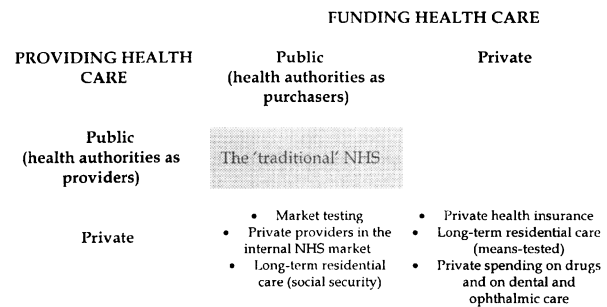 FUNDING HEALTH CARE
PROVIDING HEALTH
CARE
Public
(health authorities as
purchasers)
Private
Public
(health authorities as
providers)
The 'traditional' NHS
Private
• Market testing
• Private providers in the
internal NHS market
• Long-term residential
care (social security)
• Private health insurance
• Long-term residential care
(means-tested)
• Private spending on drugs
and on dental and
ophthalmic care